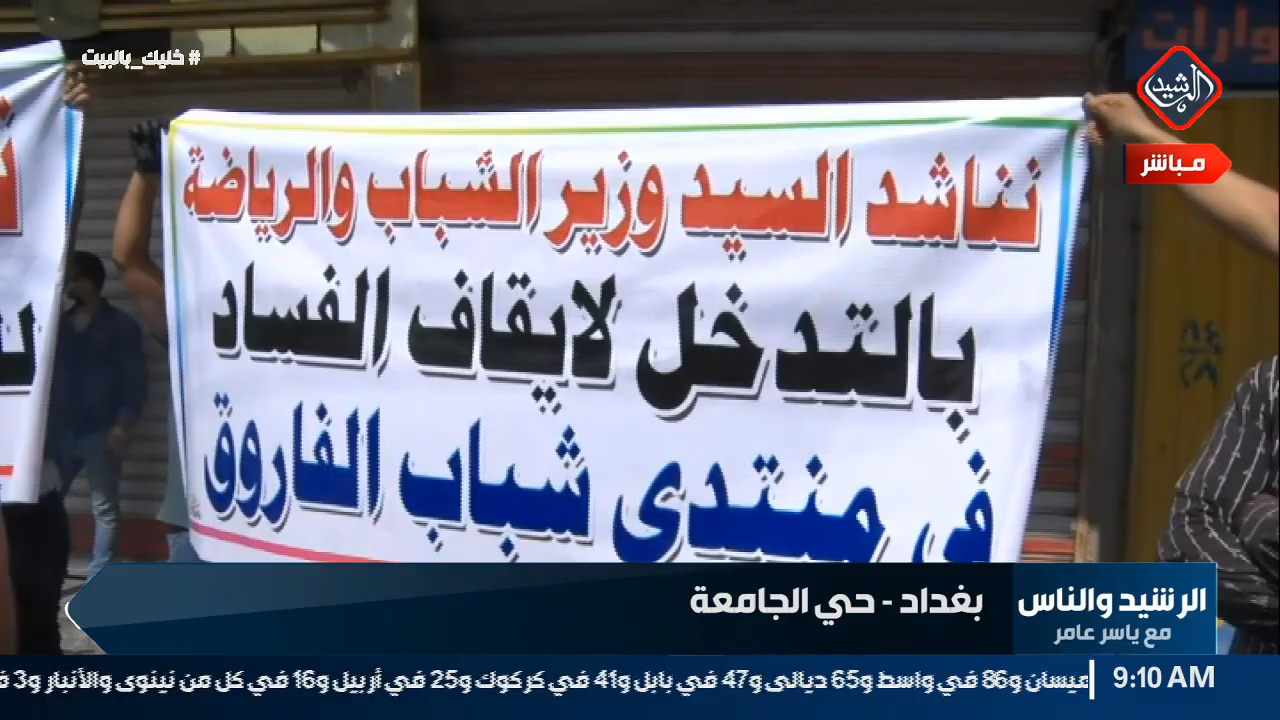 # خليك_بالبيت
وارات
الرشيد
مباشر
نناشد السيد وزير الشباب والرياضة
بالتدخل لايقاف الفساد
في منتدى شباب الفاروق
الرشيد والناس
مع ياسر عامر
بغداد - حي الجامعة
9:10 AM
ميسان و86 في واسط و65 ديالى و47 في بابل و41 في كركوك و25 في أربيل و16 في كل من نينوى والأنبار و3 ف